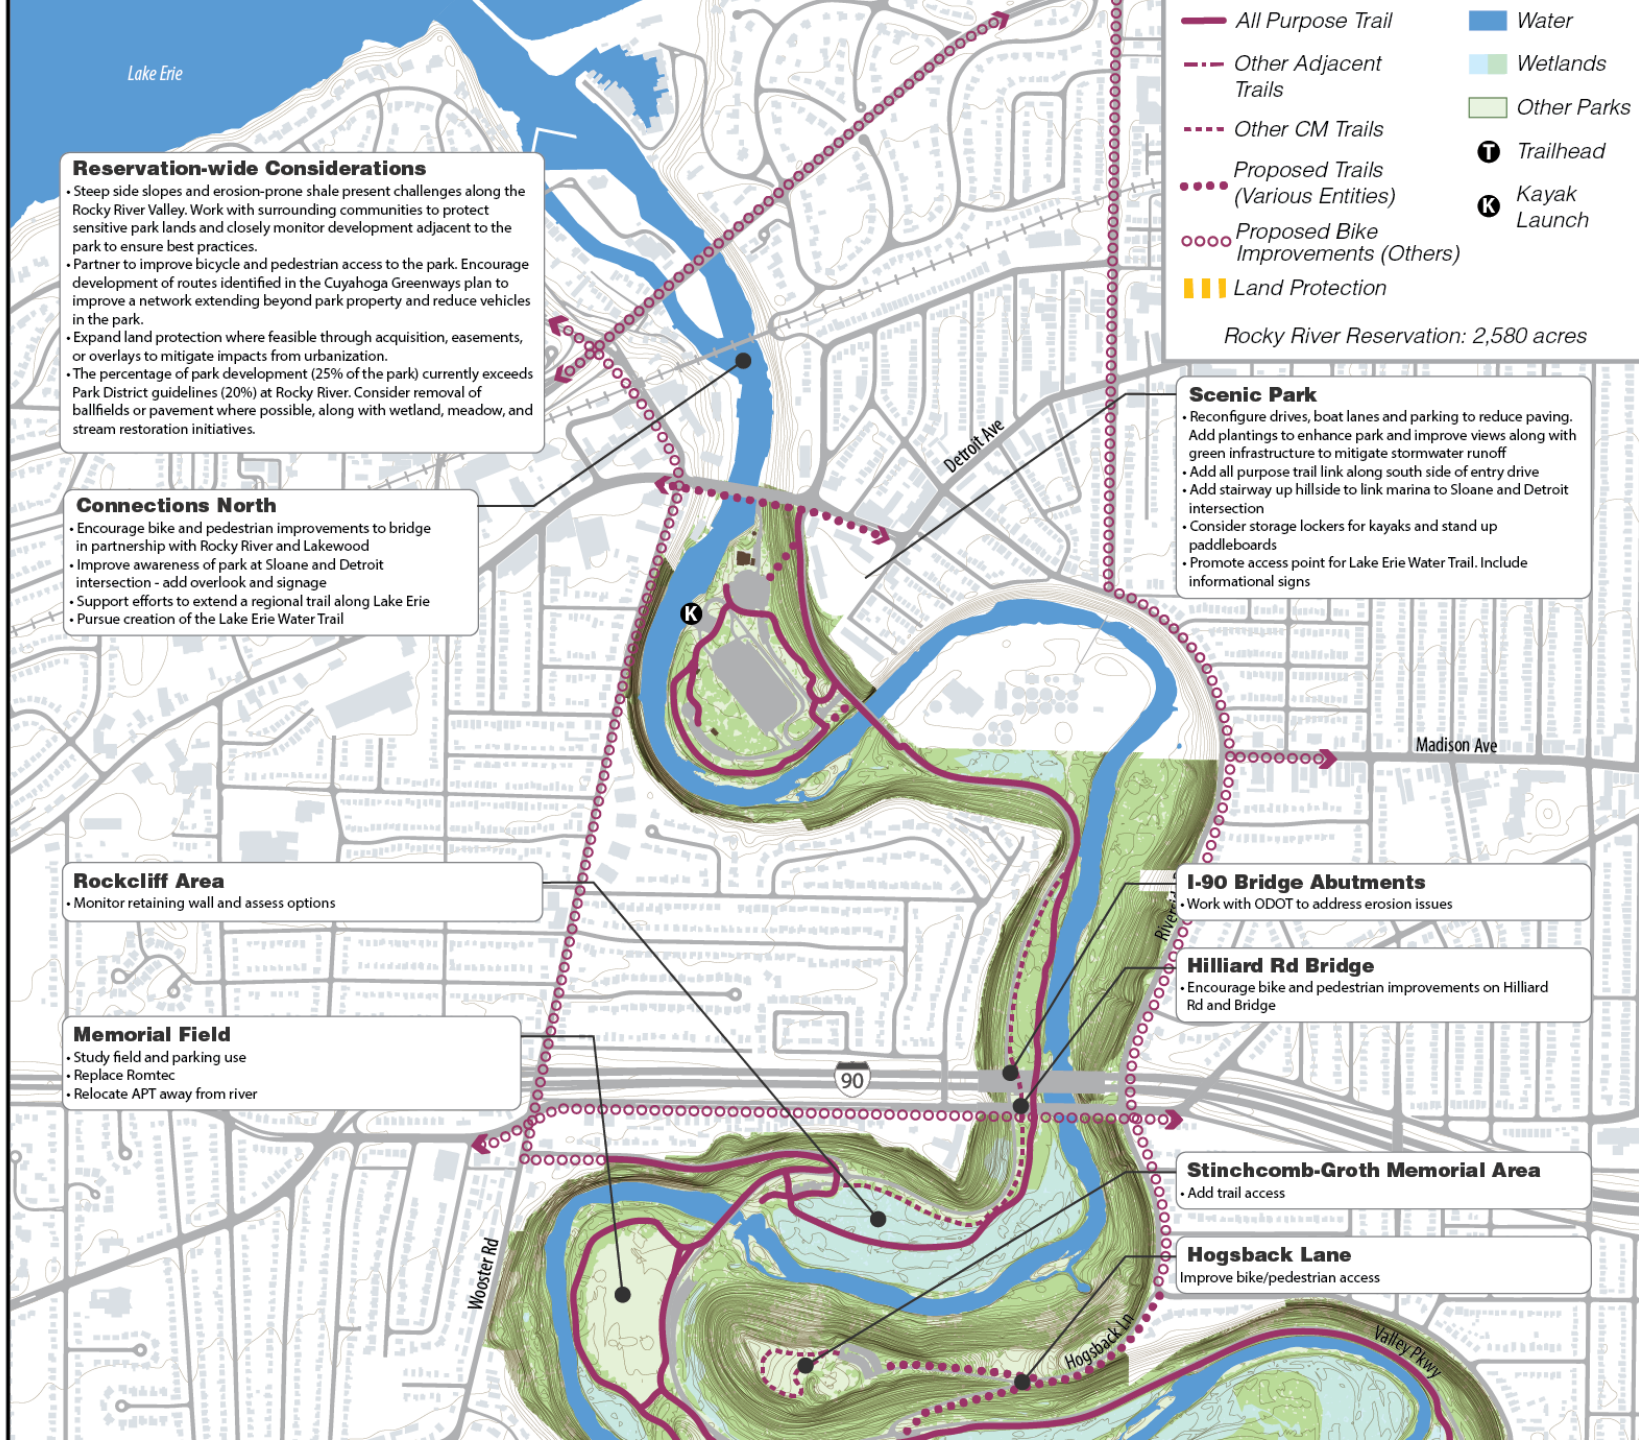 Lake Erie
All Purpose Trail
Other Adjacent
Trails
Other CM Trails
Proposed Trails
(Various Entities)
Proposed Bike
Improvements (Others)
Land Protection
Water
Wetlands
Other Parks
T Trailhead
K Kayak
Launch
Rocky River Reservation: 2,580 acres
Reservation-wide Considerations
• Steep side slopes and erosion-prone shale present challenges along the
Rocky River Valley. Work with surrounding communities to protect
sensitive park lands and closely monitor development adjacent to the
park to ensure best practices.
• Partner to improve bicycle and pedestrian access to the park. Encourage
development of routes identified in the Cuyahoga Greenways plan to
improve a network extending beyond park property and reduce vehicles
in the park.
• Expand land protection where feasible through acquisition, easements,
or overlays to mitigate impacts from urbanization.
• The percentage of park development (25% of the park) currently exceeds
Park District guidelines (20%) at Rocky River. Consider removal of
ballfields or pavement where possible, along with wetland, meadow, and
stream restoration initiatives.
Scenic Park
• Reconfigure drives, boat lanes and parking to reduce paving.
Add plantings to enhance park and improve views along with
green infrastructure to mitigate stormwater runoff
• Add all purpose trail link along south side of entry drive
• Add stairway up hillside to link marina to Sloane and Detroit
intersection
• Consider storage lockers for kayaks and stand up
paddleboards
• Promote access point for Lake Erie Water Trail. Include
informational signs
Detroit Ave
Connections North
• Encourage bike and pedestrian improvements to bridge
in partnership with Rocky River and Lakewood
• Improve awareness of park at Sloane and Detroit
intersection - add overlook and signage
• Support efforts to extend a regional trail along Lake Erie
• Pursue creation of the Lake Erie Water Trail
K
Madison Ave
Rockcliff Area
• Monitor retaining wall and assess options
I-90 Bridge Abutments
• Work with ODOT to address erosion issues
Hilliard Rd Bridge
• Encourage bike and pedestrian improvements on Hilliard
Rd and Bridge
Memorial Field
• Study field and parking use
• Replace Romtec
• Relocate APT away from river
90
Stinchcomb-Groth Memorial Area
• Add trail access
Hogsback Lane
Improve bike/pedestrian access
Wooster Rd
Hogsback Ln
Valley Pkwy